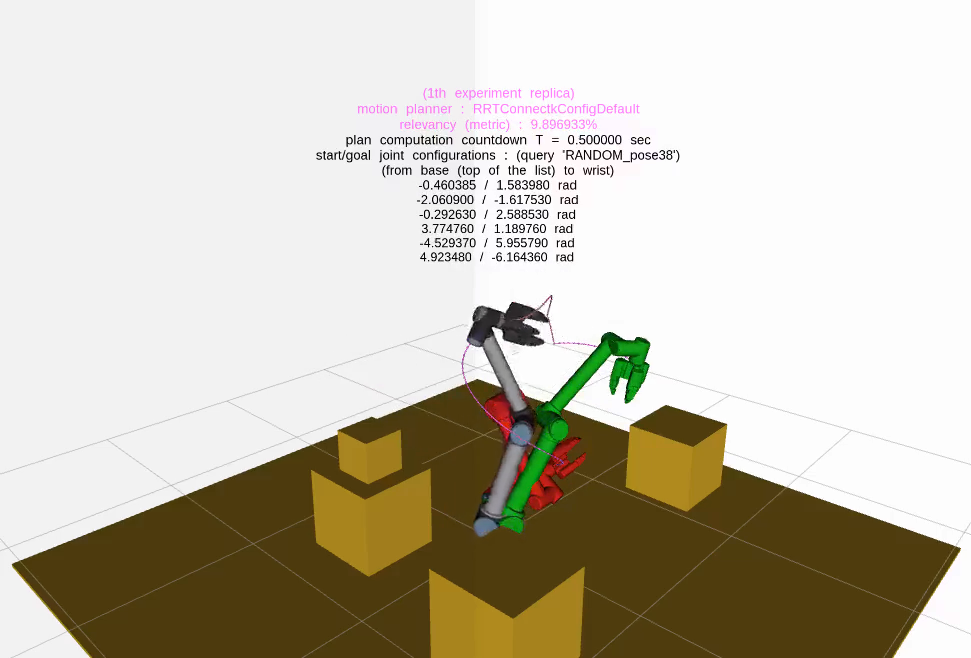 (1th experiment replica)
motion planner : RRTConnectkConfigDefault
relevancy (metric) : 9.896933%
plan computation countdown T = 0.500000 sec
start/goal joint configurations : (query 'RANDOM_pose38')
(from base (top of the list) to wrist)
-0.460385 / 1.583980 rad
-2.060900 / -1.617530 rad
-0.292630 / 2.588530 rad
3.774760 / 1.189760 rad
-4.529370 / 5.955790 rad
4.923480 / -6.164360 rad